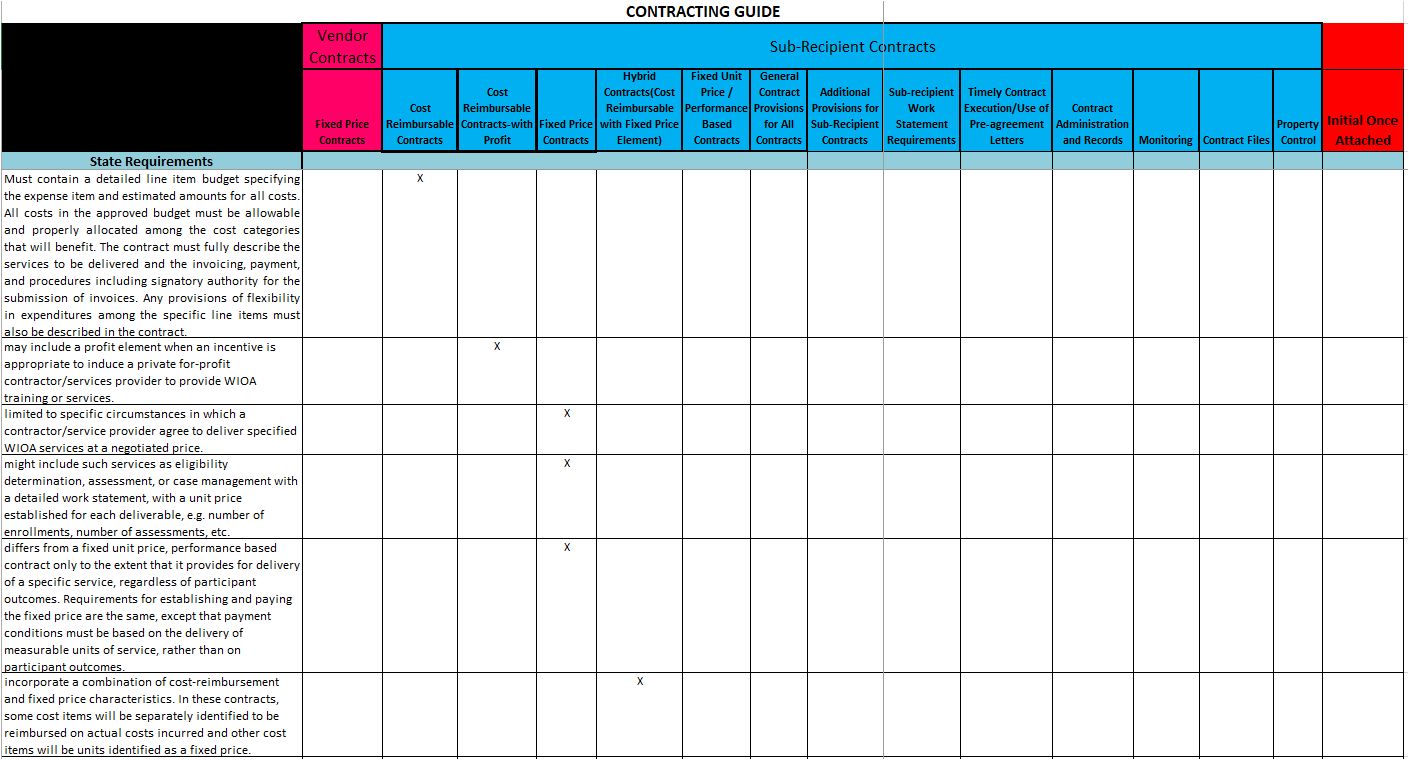 CONTRACTING GUIDE
Vendor
Contracts
Sub-Recipient Contracts
Fixed Price
Contracts
Cost
Reimbursable
Contracts
Cost
Reimbursable
Contracts-with
Profit
Fixed Price
Contracts
Hybrid
Contracts(Cost
Reimbursable
with Fixed Price
Element)
Fixed Unit
Price /
Performance
Based
Contracts
General
Contract
Provisions
for All
Contracts
Additional
Provisions for
Sub-Recipient
Contracts
Sub-recipient
Work
Statement
Requirements
Timely Contract
Execution/Use of
Pre-agreement
Letters
Contract
Administration
and Records
Monitoring
Contract Files
Property
Control
Initial Once
Attached
State Requirements
Must contain a detailed line item budget specifying
the expense item and estimated amounts for all costs.
All costs in the approved budget must be allowable
and properly allocated among the cost categories
that will benefit. The contract must fully describe the
services to be delivered and the invoicing, payment,
and procedures including signatory authority for the
submission of invoices. Any provisions of flexibility
in expenditures among the specific line items must
also be described in the contract.
X
may include a profit element when an incentive is
appropriate to induce a private for-profit
contractor/services provider to provide WIOA
training or services.
X
limited to specific circumstances in which a
contractor/service provider agree to deliver specified
WIOA services at a negotiated price.
X
might include such services as eligibility
determination, assessment, or case management with
a detailed work statement, with a unit price
established for each deliverable, e.g. number of
enrollments, number of assessments, etc.
X
differs from a fixed unit price, performance based
contract only to the extent that it provides for delivery
of a specific service, regardless of participant
outcomes. Requirements for establishing and paying
the fixed price are the same, except that payment
conditions must be based on the delivery of
measurable units of service, rather than on
participant outcomes.
X
incorporate a combination of cost-reimbursement
and fixed price characteristics. In these contracts,
some cost items will be separately identified to be
reimbursed on actual costs incurred and other cost
items will be units identified as a fixed price.
X